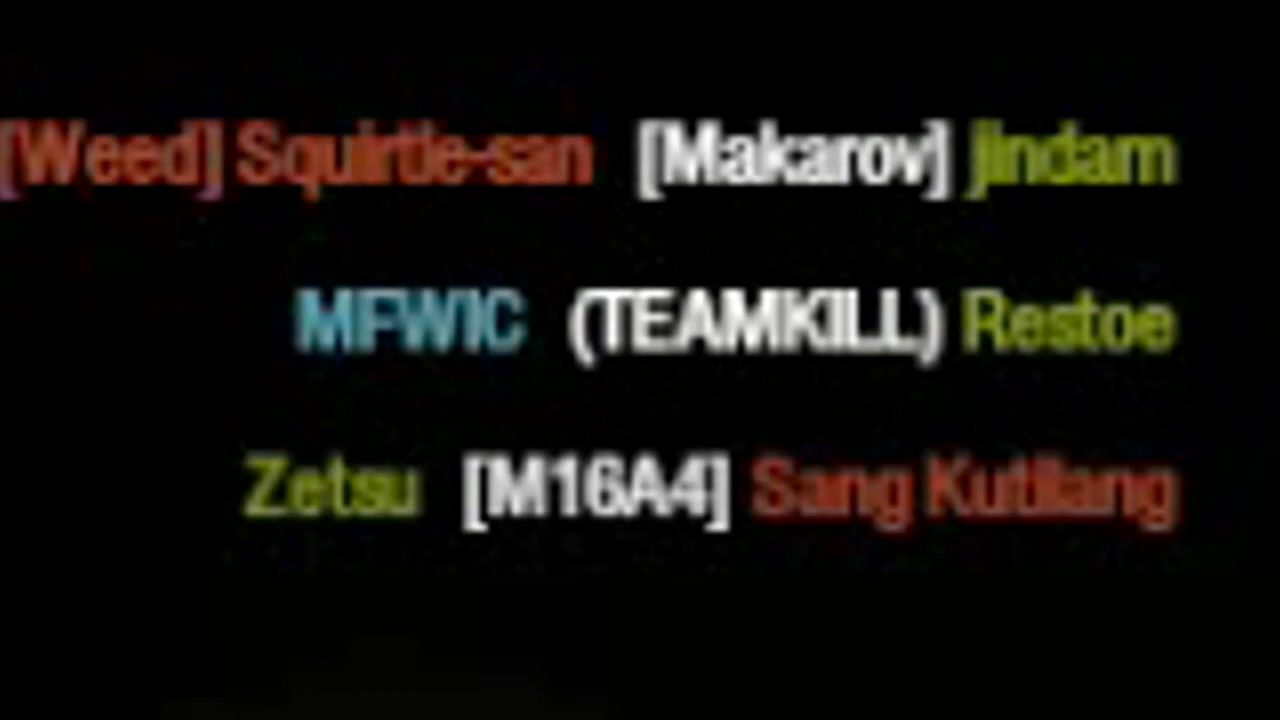 [Weed] Squirtle-san [Makarov] jindam
MFWIC (TEAMKILL) Restoe
Zetsu [M16A4] Sang Kutilang